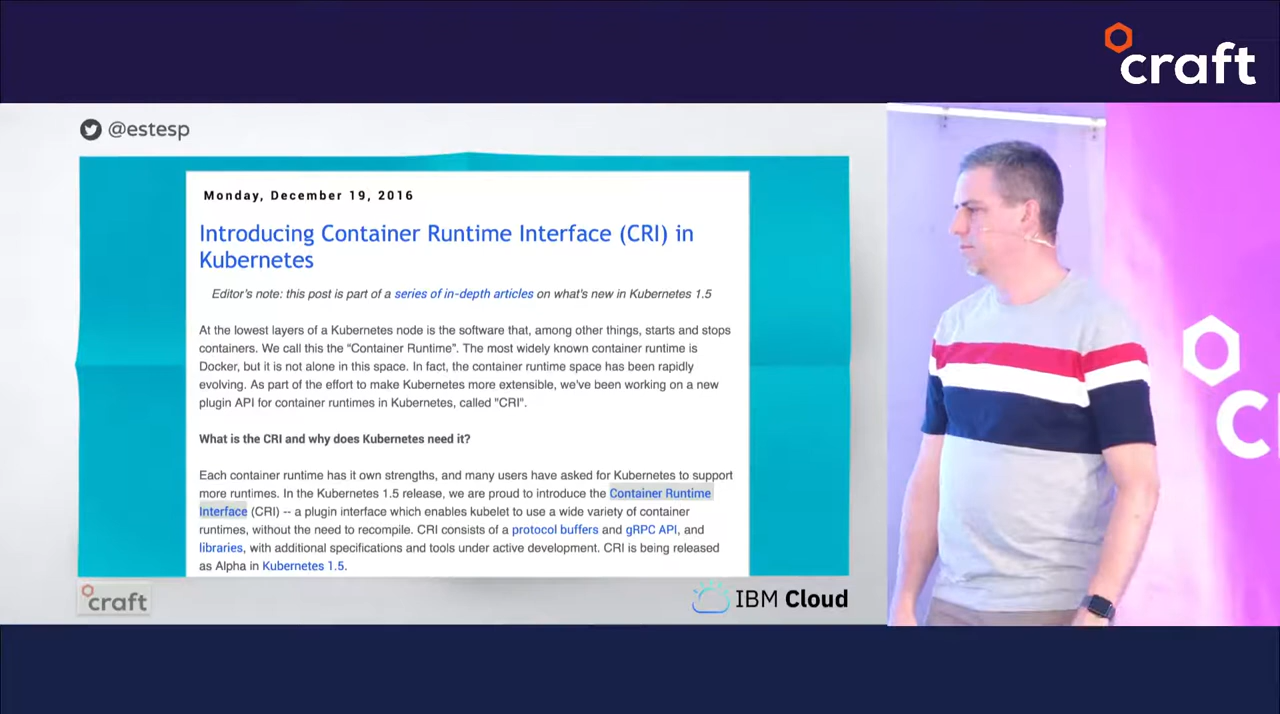 craft
@estesp
Monday, December 19, 2016
Introducing Container Runtime Interface (CRI) in
Kubernetes
Editor's note: this post is part of a series of in-depth articles on what's new in Kubernetes 1.5
At the lowest layers of a Kubernetes node is the software that, among other things, starts and stops
containers. We call this the "Container Runtime". The most widely known container runtime is
Docker, but it is not alone in this space. In fact, the container runtime space has been rapidly
evolving. As part of the effort to make Kubernetes more extensible, we've been working on a new
plugin API for container runtimes in Kubernetes, called "CRI".
What is the CRI and why does Kubernetes need it?
Each container runtime has it own strengths, and many users have asked for Kubernetes to support
more runtimes. In the Kubernetes 1.5 release, we are proud to introduce the Container Runtime
Interface (CRI) -- a plugin interface which enables kubelet to use a wide variety of container
runtimes, without the need to recompile. CRI consists of a protocol buffers and gRPC API, and
libraries, with additional specifications and tools under active development. CRI is being released
as Alpha in Kubernetes 1.5.
craft
IBM Cloud